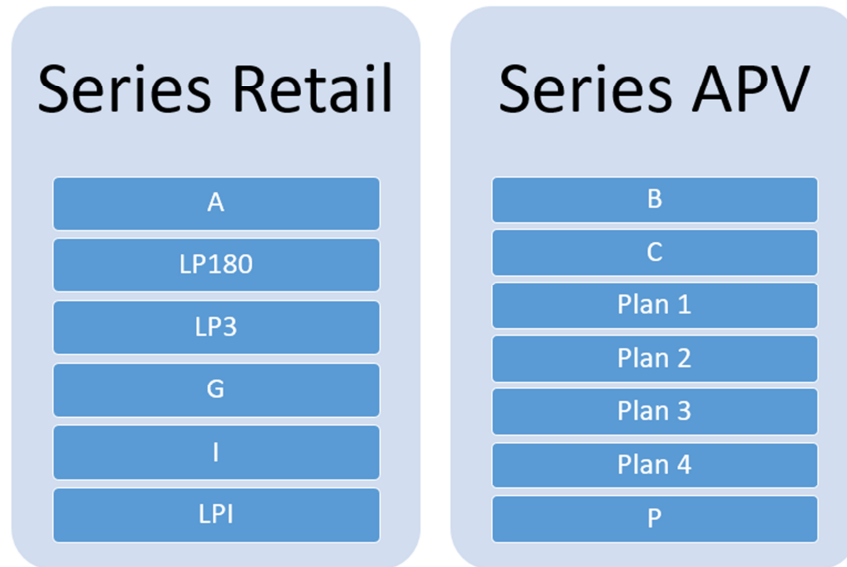 Series Retail
A
LP180
LP3
G
I
LPI
Series APV
B
C
Plan 1
Plan 2
Plan 3
Plan 4
P